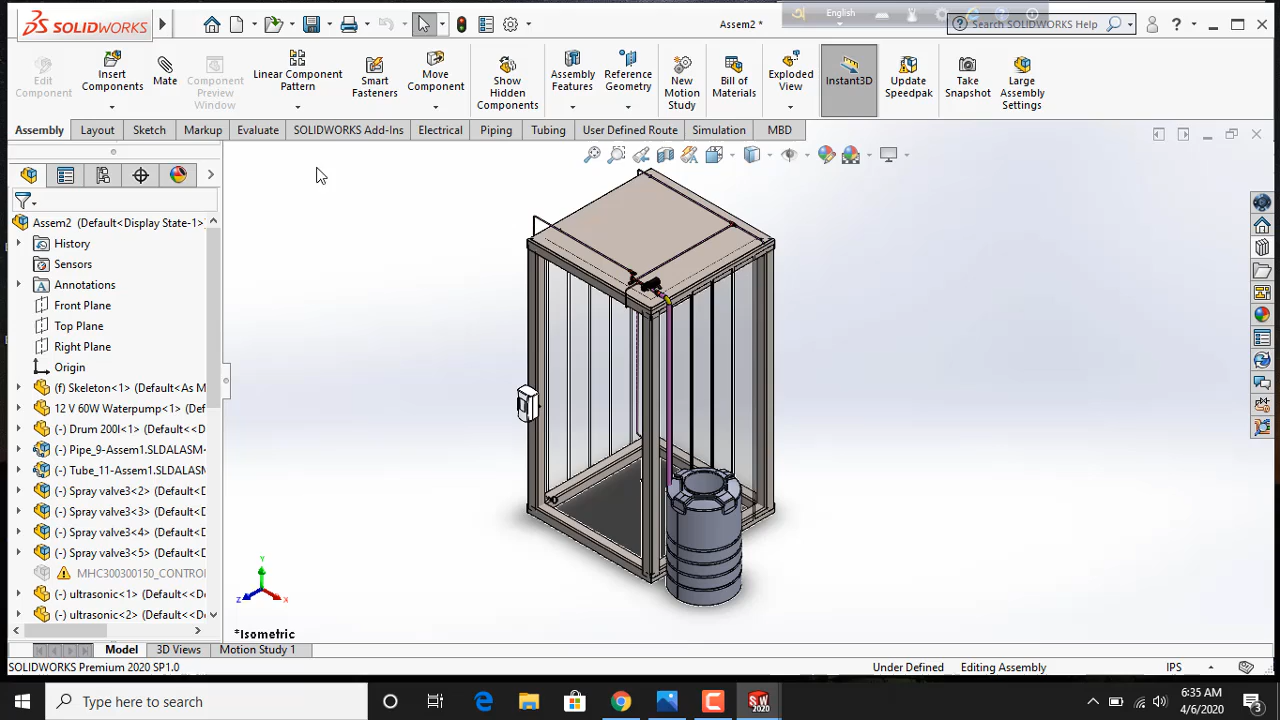 SOLIDWORKS
Assem2 *
English
Search SOLIDWORKS Help
Edit Component
Insert Components
Mate
Component Preview Window
Linear Component Pattern
Smart Fasteners
Move Component
Show Hidden Components
Assembly Features
Reference Geometry
New Motion Study
Bill of Materials
Exploded View
Instant3D
Update Speedpak
Take Snapshot
Large Assembly Settings
Assembly
Layout
Sketch
Markup
Evaluate
SOLIDWORKS Add-Ins
Electrical
Piping
Tubing
User Defined Route
Simulation
MBD
Assem2 (Default<Display State-1>
History
Sensors
Annotations
Front Plane
Top Plane
Right Plane
Origin
(f) Skeleton<1> (Default<As M
12 V 60W Waterpump<1> (Def
(-) Drum 200l<1> (Default<<D
(-) Pipe_9-Assem1.SLDALASM
(-) Tube_11-Assem1.SLDALASM
(-) Spray valve3<2> (Default<D
(-) Spray valve3<3> (Default<D
(-) Spray valve3<4> (Default<D
(-) Spray valve3<5> (Default<D
MHC300300150_CONTROL
(-) ultrasonic<1> (Default<<De
(-) ultrasonic<2> (Default<<De
Y
Z
X
*Isometric
Model
3D Views
Motion Study 1
SOLIDWORKS Premium 2020 SP1.0
Under Defined
Editing Assembly
IPS
Type here to search
SW
2020
6:35 AM
4/6/2020
3